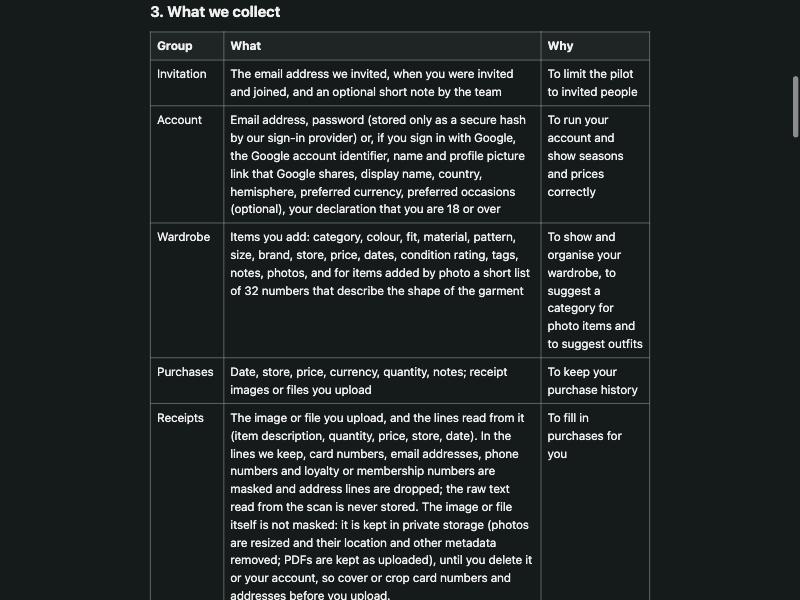 3. What we collect
Group What Why
Invitation The email address we invited, when you were invited To limit the pilot
and joined, and an optional short note by the team to invited people
Account Email address, password (stored only as a secure hash To run your
by our sign-in provider) or, if you sign in with Google, account and
the Google account identifier, name and profile picture show seasons
link that Google shares, display name, country, and prices
hemisphere, preferred currency, preferred occasions correctly
(optional), your declaration that you are 18 or over
Wardrobe Items you add: category, colour, fit, material, pattern, To show and
size, brand, store, price, dates, condition rating, tags, organise your
notes, photos, and for items added by photo a short list wardrobe, to
of 32 numbers that describe the shape of the garment suggest a
category for
photo items and
to suggest outfits
Purchases Date, store, price, currency, quantity, notes; receipt To keep your
images or files you upload purchase history
Receipts The image or file you upload, and the lines read from it To fill in
(item description, quantity, price, store, date). In the purchases for
lines we keep, card numbers, email addresses, phone you
numbers and loyalty or membership numbers are
masked and address lines are dropped; the raw text
read from the scan is never stored. The image or file
itself is not masked: it is kept in private storage (photos
are resized and their location and other metadata
removed; PDFs are kept as uploaded), until you delete it
or your account, so cover or crop card numbers and
addresses before you upload.